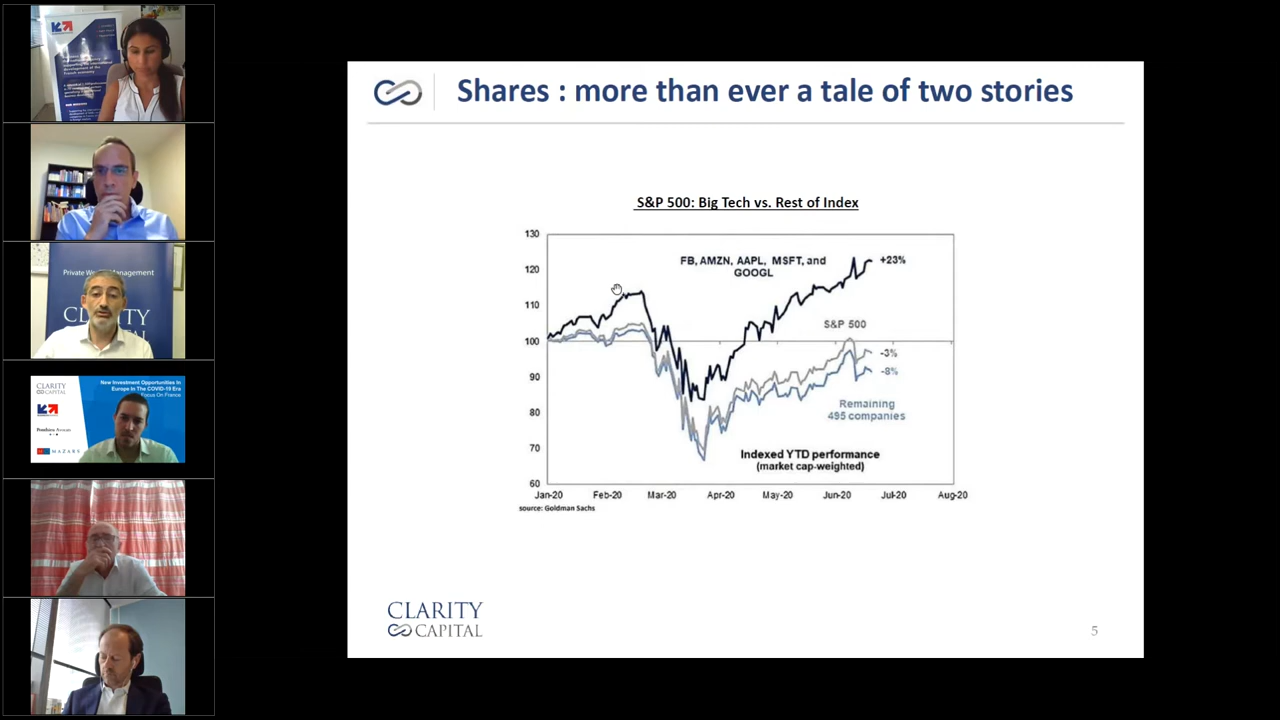 Shares : more than ever a tale of two stories
S&P 500: Big Tech vs. Rest of Index
130
120
110
100
90
80
70
60
FB, AMZN, AAPL, MSFT, and
GOOGL
+23%
S&P 500
-3%
-8%
Remaining
495 companies
Indexed YTD performance
(market cap-weighted)
Jan-20
Feb-20
Mar-20
Apr-20
May-20
Jun-20
Jul-20
Aug-20
source: Goldman Sachs
CLARITY
CAPITAL
5
Private Management
CLARITY
CAPITAL
New Investment Opportunities In
Europe In The COVID-19 Era
Focus On France
MAZARS